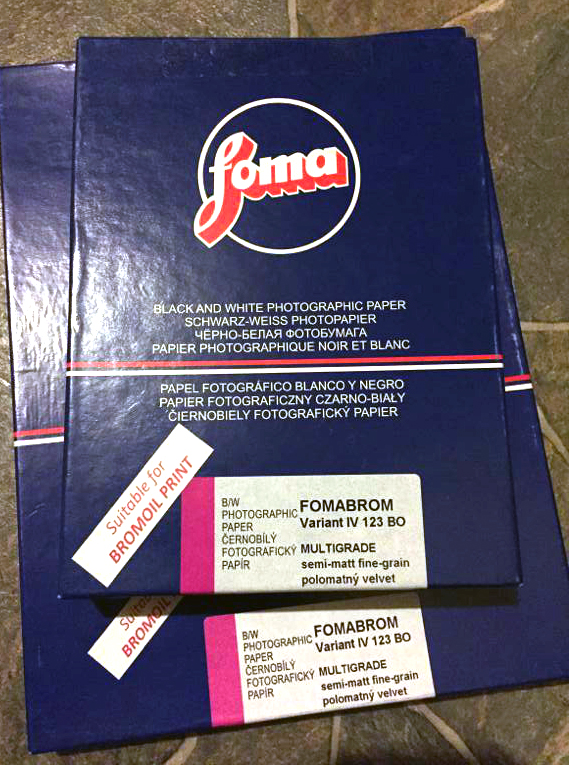 foma
BLACK AND WHITE PHOTOGRAPHIC PAPER
SCHWARZ-WEISS PHOTOPAPIER
ЧЁРНО-БЕЛАЯ ФОТОБУМАГА
PAPIER PHOTOGRAPHIQUE NOIR ET BLANC
PAPEL FOTOGRÁFICO BLANCO Y NEGRO
PAPIER FOTOGRAFICZNY CZARNO-BIAŁY
ČIERNOBIELY FOTOGRAFICKÝ PAPIER
Suitable for
BROMOIL PRINT
B/W
PHOTOGRAPHIC
PAPER
ČERNOBÍLÝ
FOTOGRAFICKÝ
PAPÍR
FOMABROM
Variant IV 123 BO
MULTIGRADE
semi-matt fine-grain
polomatný velvet
BROMOIL
B/W
PHOTOGRAPHIC
PAPER
ČERNOBÍLÝ
FOTOGRAFICKÝ
PAPÍR
FOMABROM
Variant IV 123 BO
MULTIGRADE
semi-matt fine-grain
polomatný velvet